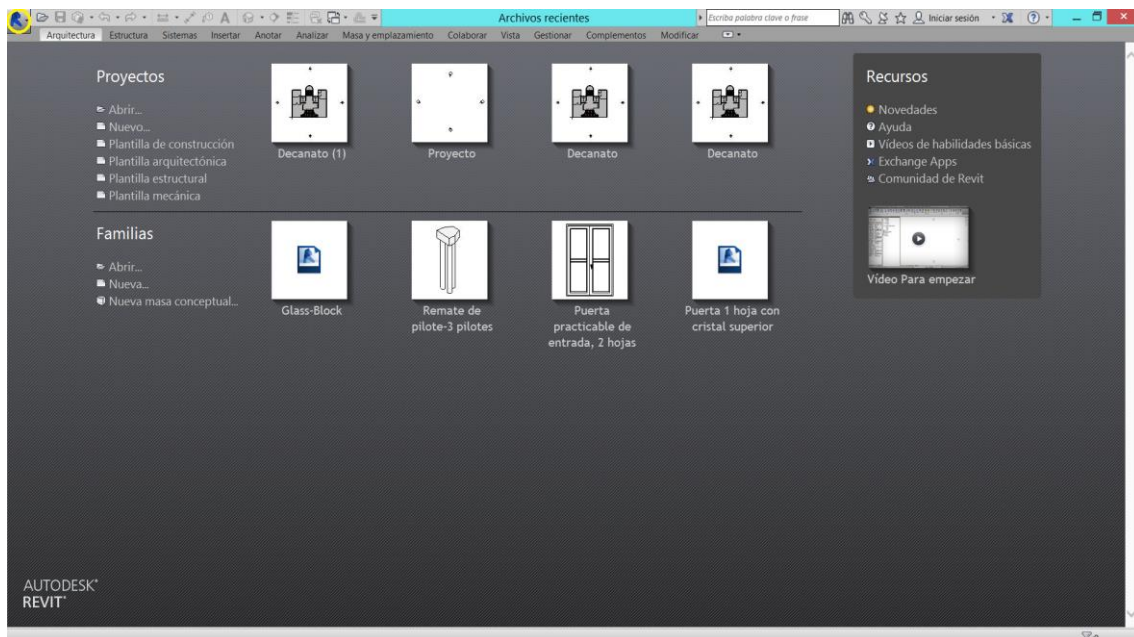 Archivos recientes
Escriba palabra clave o frase
Iniciar sesión
Arquitectura Estructura Sistemas Insertar Anotar Analizar Masa y emplazamiento Colaborar Vista Gestionar Complementos Modificar
Proyectos
Abrir...
Nuevo...
Plantilla de construcción
Plantilla arquitectónica
Plantilla estructural
Plantilla mecánica
Decanato (1)
Proyecto
Decanato
Decanato
Familias
Abrir...
Nueva...
Nueva masa conceptual...
Glass-Block
Remate de
pilote-3 pilotes
Puerta
practicable de
entrada, 2 hojas
Puerta 1 hoja con
cristal superior
Recursos
Novedades
Ayuda
Vídeos de habilidades básicas
Exchange Apps
Comunidad de Revit
Vídeo Para empezar
AUTODESK®
REVIT®